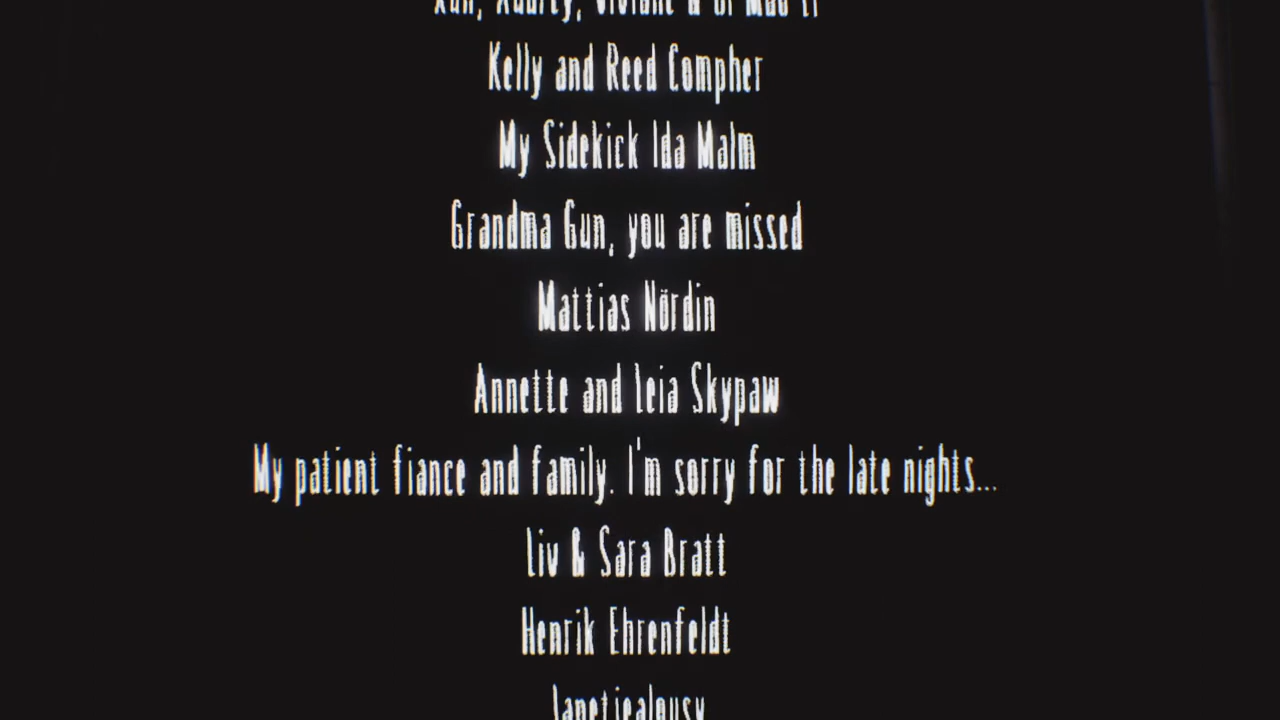 Kelly and Reed Compher
My Sidekick Ida Malm
Grandma Gun, you are missed
Mattias Nördin
Annette and Leia Skypaw
My patient fiance and family. I'm sorry for the late nights...
Liv & Sara Bratt
Henrik Ehrenfeldt